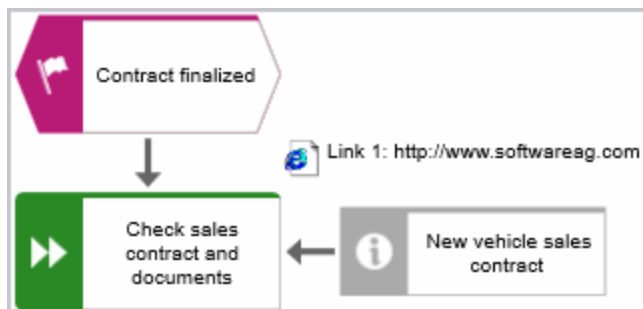 Contract finalized
Link 1: http://www.softwareag.com
Check sales
contract and
documents
New vehicle sales
contract